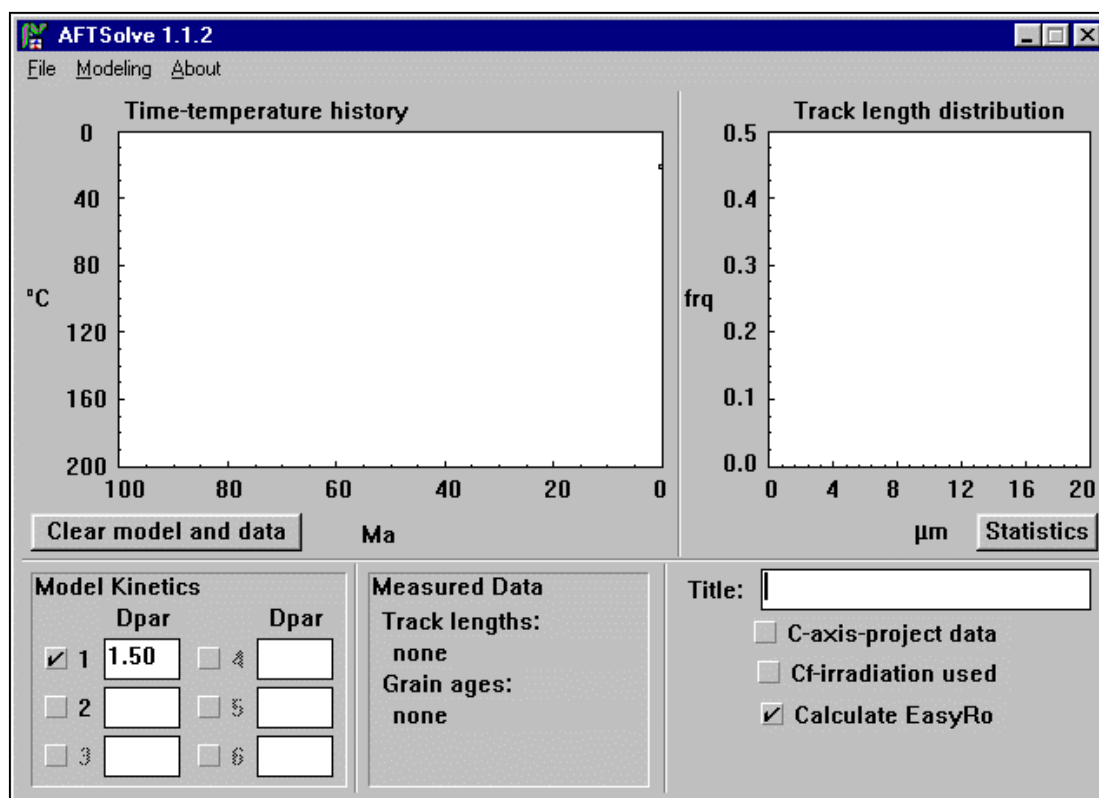 AFTSolve 1.1.2
File Modeling About
Time-temperature history
0
40
80
°C
120
160
200
100 80 60 40 20 0
Clear model and data
Ma
Track length distribution
0.5
0.4
0.3
frq
0.2
0.1
0.0
0 4 8 12 16 20
µm
Statistics
Model Kinetics
Dpar Dpar
1 1.50 4
2 5
3 6
Measured Data
Track lengths:
none
Grain ages:
none
Title:
C-axis-project data
Cf-irradiation used
Calculate EasyRo